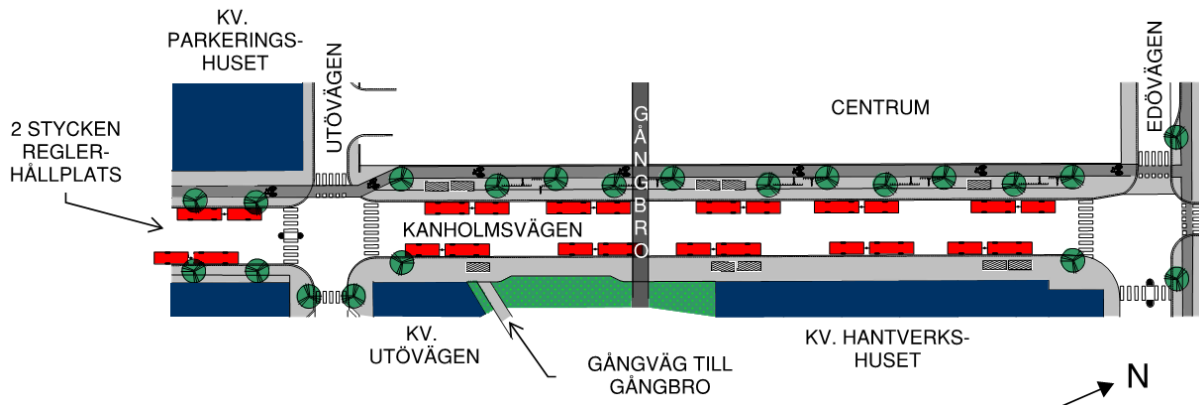 KV.
PARKERINGS-
HUSET
UTÖVÄGEN
2 STYCKEN
REGLER-
HÅLLPLATS
GÅNGBRO
CENTRUM
EDÖVÄGEN
KANHOLMSVÄGEN
KV.
UTÖVÄGEN
GÅNGVÄG TILL
GÅNGBRO
KV. HANTVERKS-
HUSET
N